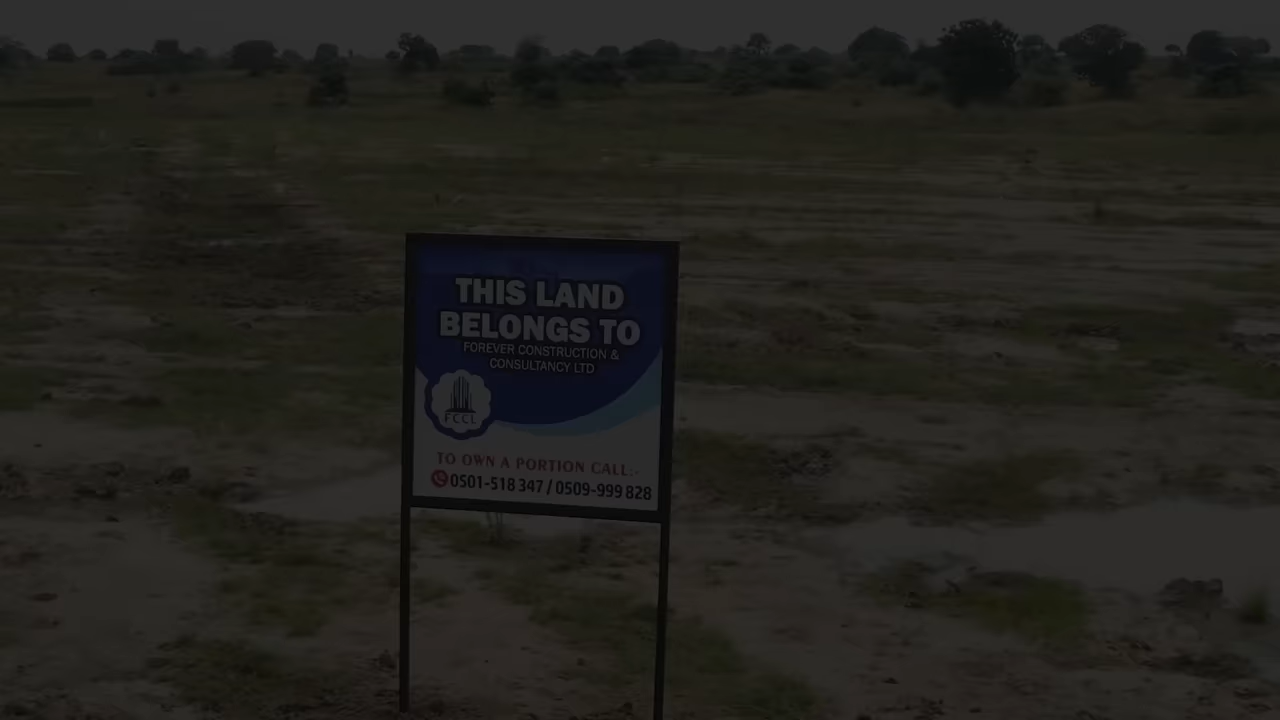 THIS LAND
BELONGS TO
FOREVER CONSTRUCTION &
CONSULTANCY LTD
FCCL
TO OWN A PORTION CALL:-
0501-518 347 / 0509-999 828